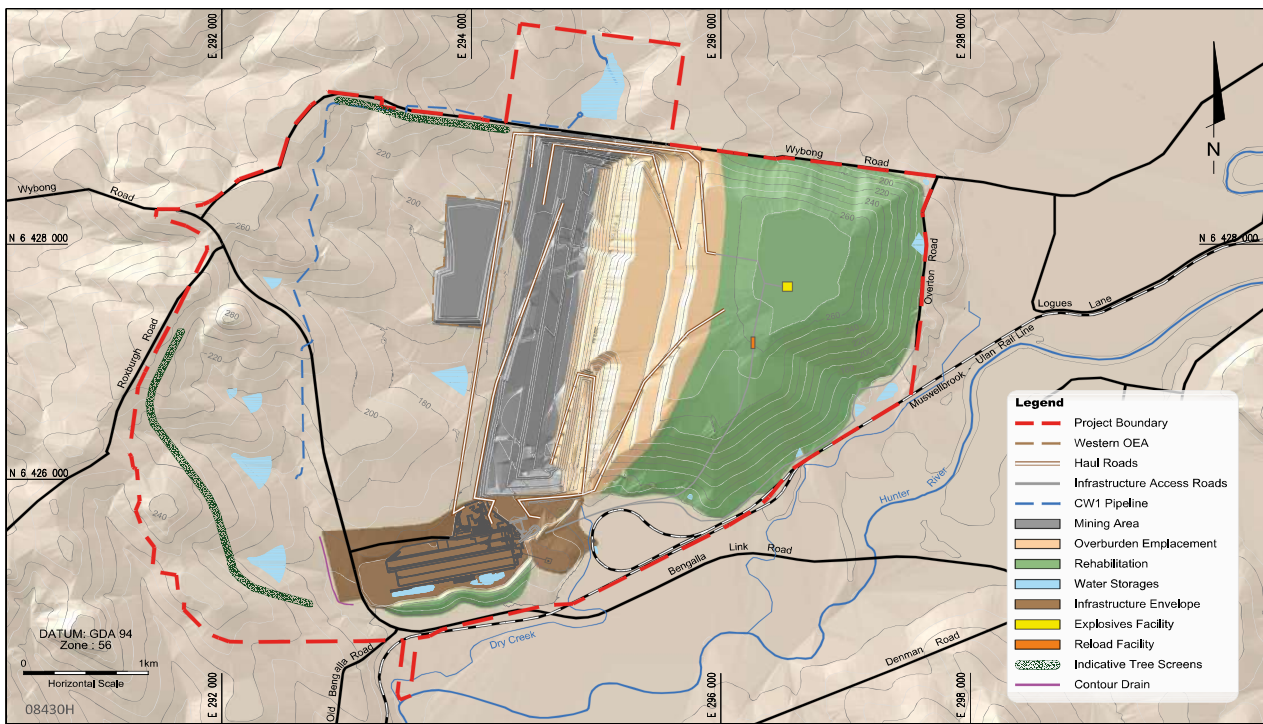 E 292 000
E 294 000
E 296 000
E 298 000
N
Wybong Road
220
200
220
240
260
200
Wybong Road
260
N 6 428 000
N 6 428 000
Overton Road
Logues Lane
280
Roxburgh Road
220
Muswellbrook - Ulan Rail Line
180
200
N 6 426 000
240
Hunter River
Bengalla Link Road
Dry Creek
Denman Road
Old Bengalla Road
DATUM: GDA 94
Zone : 56
0 1km
Horizontal Scale
08430H
E 292 000
E 296 000
E 298 000
Legend
Project Boundary
Western OEA
Haul Roads
Infrastructure Access Roads
CW1 Pipeline
Mining Area
Overburden Emplacement
Rehabilitation
Water Storages
Infrastructure Envelope
Explosives Facility
Reload Facility
Indicative Tree Screens
Contour Drain